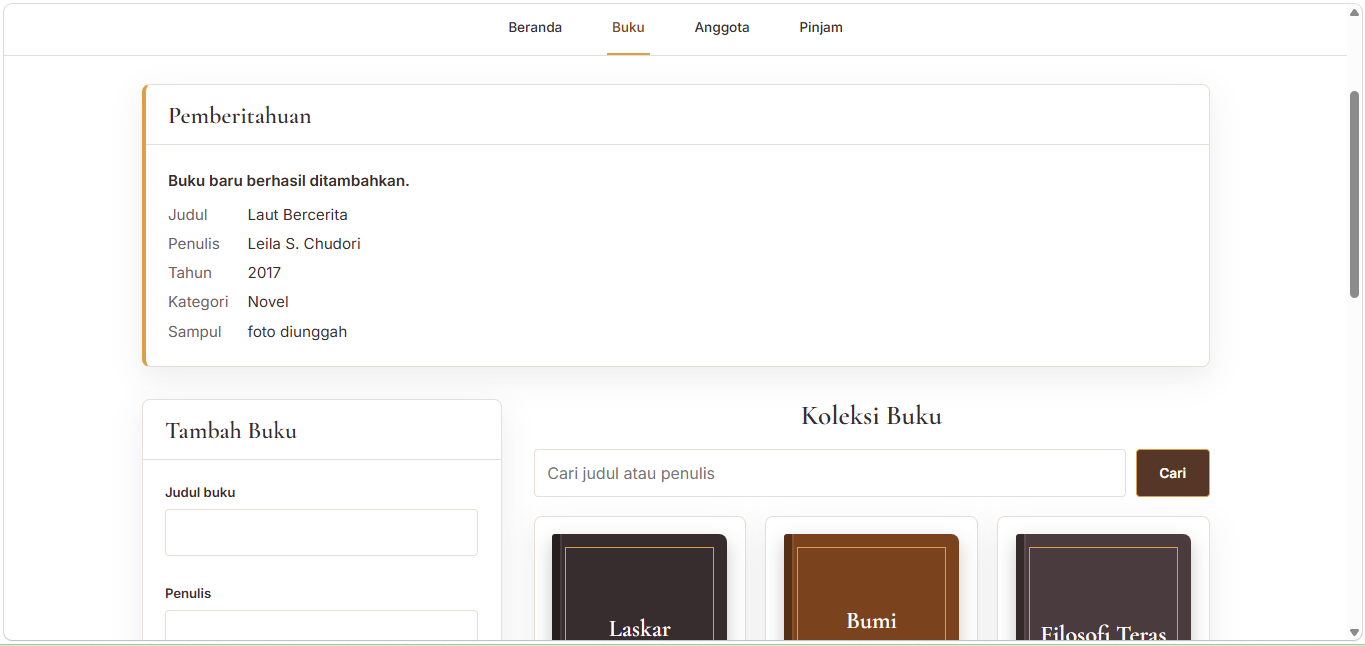 Beranda Buku Anggota Pinjam
Pemberitahuan
Buku baru berhasil ditambahkan.
Judul Laut Bercerita
Penulis Leila S. Chudori
Tahun 2017
Kategori Novel
Sampul foto diunggah
Tambah Buku
Judul buku
Penulis
Koleksi Buku
Cari judul atau penulis Cari
Laskar
Bumi
Filosofi Teras